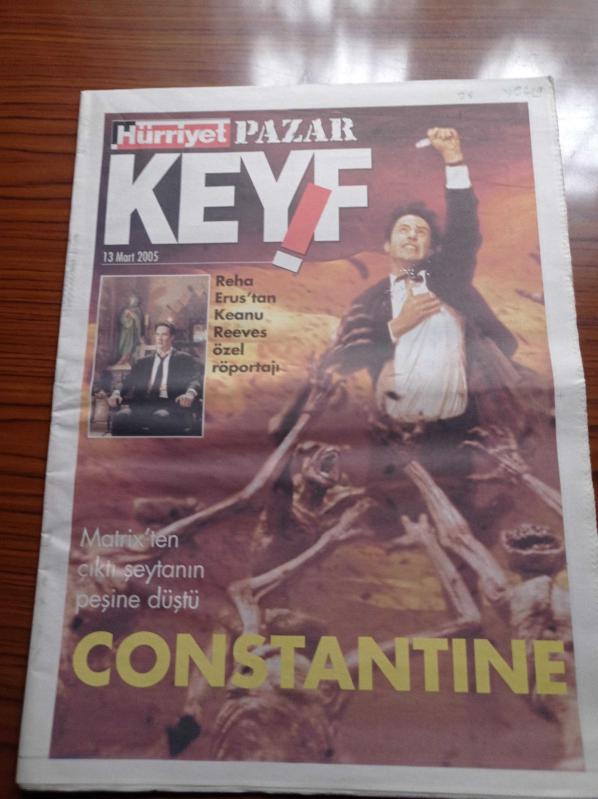 Hürriyet PAZAR
KEYF!
13 Mart 2005
Reha
Erus'tan
Keanu
Reeves
özel
röportajı
Matrix'ten
çıktı şeytanın
peşine düştü
CONSTANTINE